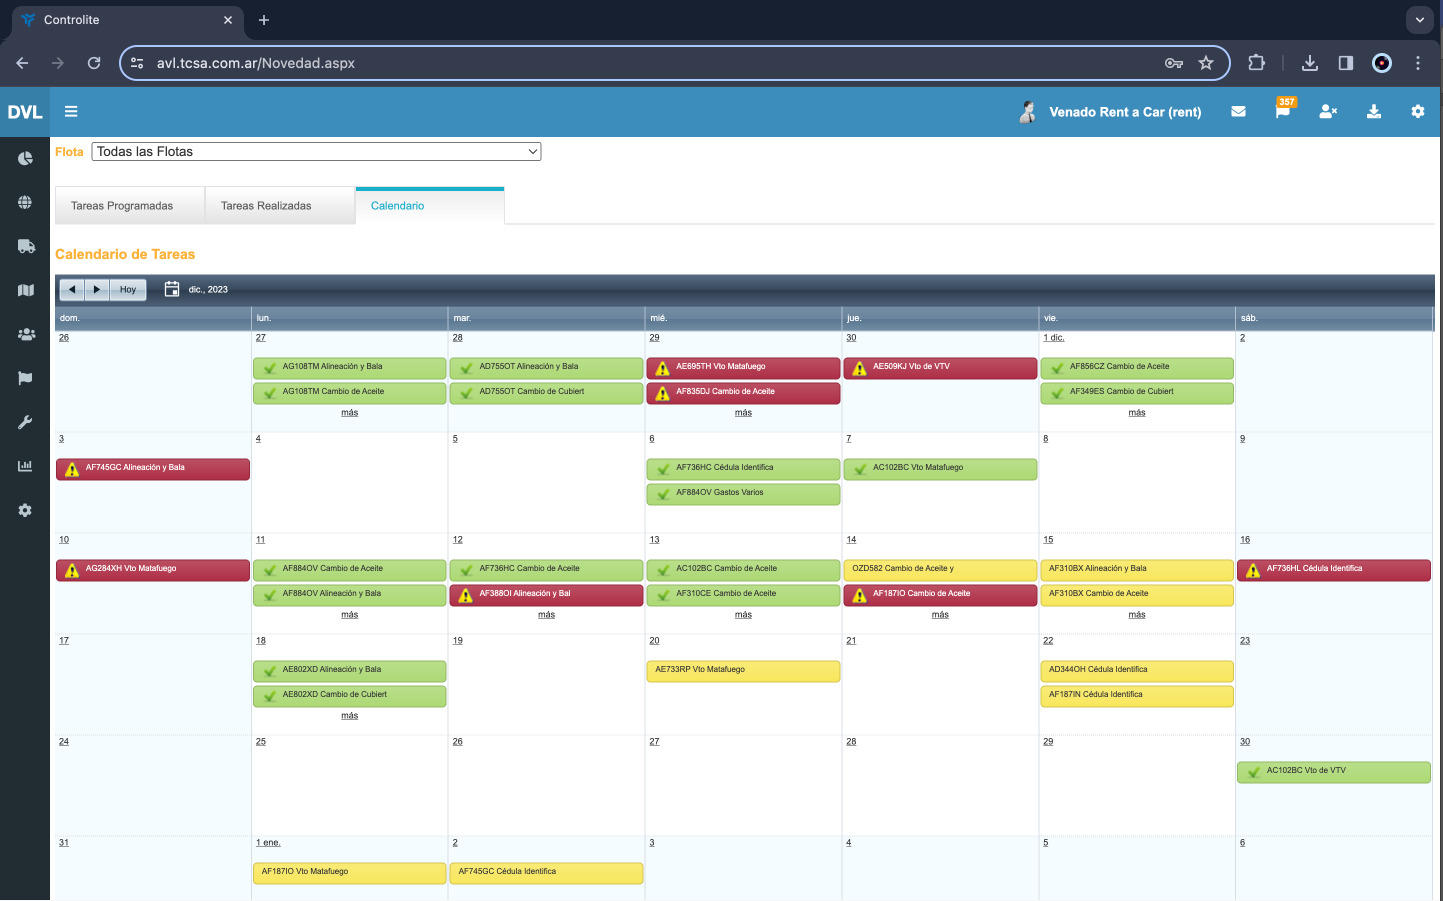 Controlite
avl.tcsa.com.ar/Novedad.aspx
DVL
Venado Rent a Car (rent)
357
Flota
Todas las Flotas
Tareas Programadas
Tareas Realizadas
Calendario
Calendario de Tareas
Hoy
dic., 2023
dom. lun. mar. mié. jue. vie. sáb.
26 27 28 29 30 1 dic. 2
AG108TM Alineación y Bala
AD755OT Alineación y Bala
AE695TH Vto Matafuego
AE509KJ Vto de VTV
AF856CZ Cambio de Aceite
AG108TM Cambio de Aceite
AD755OT Cambio de Cubiert
AF835DJ Cambio de Aceite
AF349ES Cambio de Cubiert
más más más
3 4 5 6 7 8 9
AF745GC Alineación y Bala
AF736HC Cédula Identifica
AC102BC Vto Matafuego
AF884OV Gastos Varios
10 11 12 13 14 15 16
AG284XH Vto Matafuego
AF884OV Cambio de Aceite
AF736HC Cambio de Aceite
AC102BC Cambio de Aceite
OZD582 Cambio de Aceite y
AF310BX Alineación y Bala
AF736HL Cédula Identifica
AF884OV Alineación y Bala
AF388OI Alineación y Bal
AF310CE Cambio de Aceite
AF187IO Cambio de Aceite
AF310BX Cambio de Aceite
más más más más más
17 18 19 20 21 22 23
AE802XD Alineación y Bala
AE733RP Vto Matafuego
AD344OH Cédula Identifica
AE802XD Cambio de Cubiert
AF187IN Cédula Identifica
más
24 25 26 27 28 29 30
AC102BC Vto de VTV
31 1 ene. 2 3 4 5 6
AF187IO Vto Matafuego
AF745GC Cédula Identifica